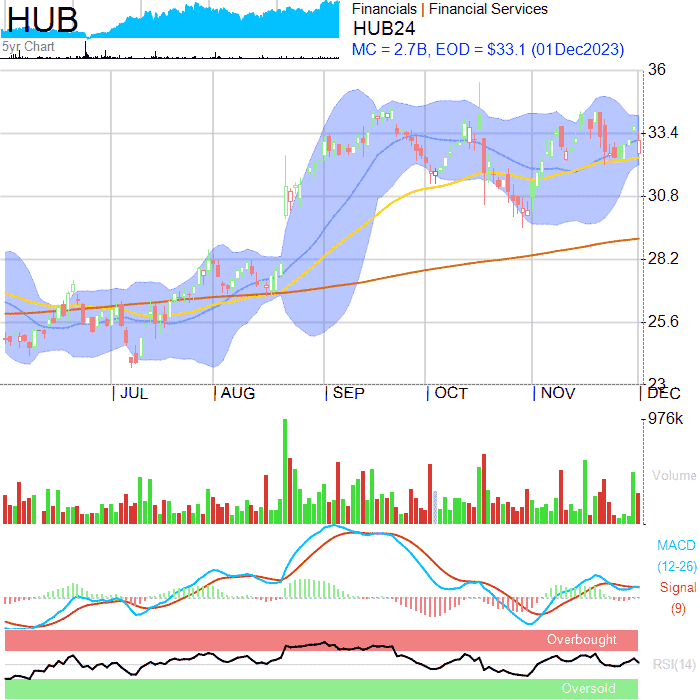 HUB
5yr Chart
Financials | Financial Services
HUB24
MC = 2.7B, EOD = $33.1 (01Dec2023)
36
33.4
30.8
28.2
25.6
23
| JUL | AUG | SEP | OCT | NOV | DEC
976k
Volume
MACD
(12-26)
Signal
(9)
Overbought
RSI(14)
Oversold